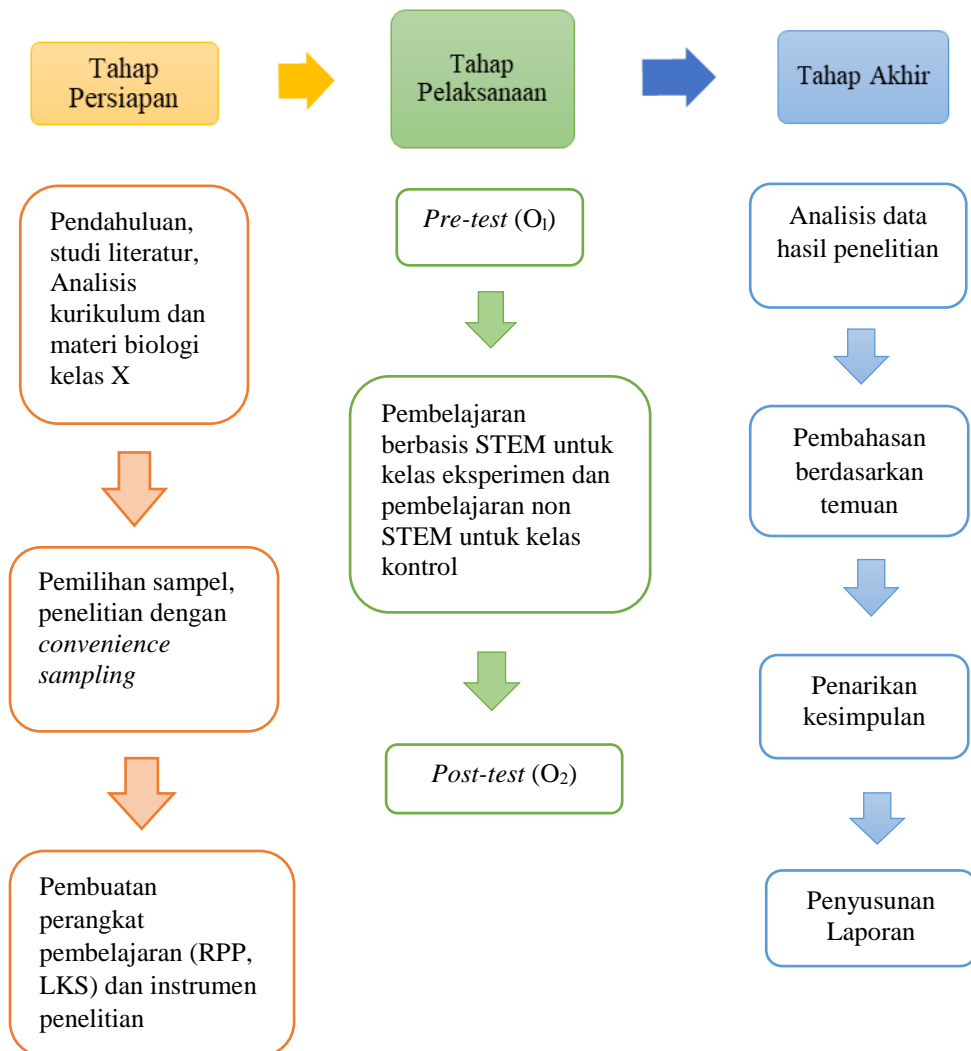 Tahap
Persiapan
Tahap
Pelaksanaan
Tahap Akhir
Pendahuluan,
studi literatur,
Analisis
kurikulum dan
materi biologi
kelas X
Pemilihan sampel,
penelitian dengan
convenience
sampling
Pembuatan
perangkat
pembelajaran (RPP,
LKS) dan instrumen
penelitian
Pre-test (O₁)
Pembelajaran
berbasis STEM untuk
kelas eksperimen dan
pembelajaran non
STEM untuk kelas
kontrol
Post-test (O₂)
Analisis data
hasil penelitian
Pembahasan
berdasarkan
temuan
Penarikan
kesimpulan
Penyusunan
Laporan